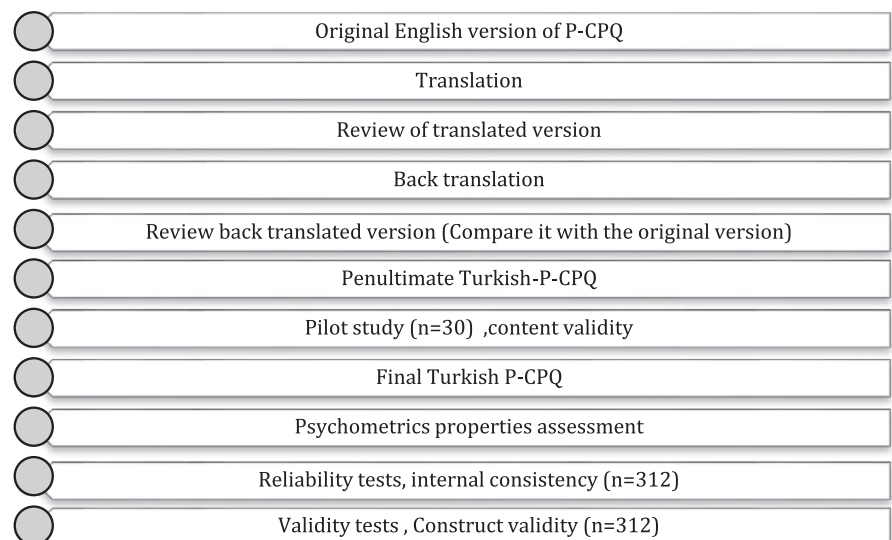 Original English version of P-CPQ
Translation
Review of translated version
Back translation
Review back translated version (Compare it with the original version)
Penultimate Turkish-P-CPQ
Pilot study (n=30) ,content validity
Final Turkish P-CPQ
Psychometrics properties assessment
Reliability tests, internal consistency (n=312)
Validity tests , Construct validity (n=312)